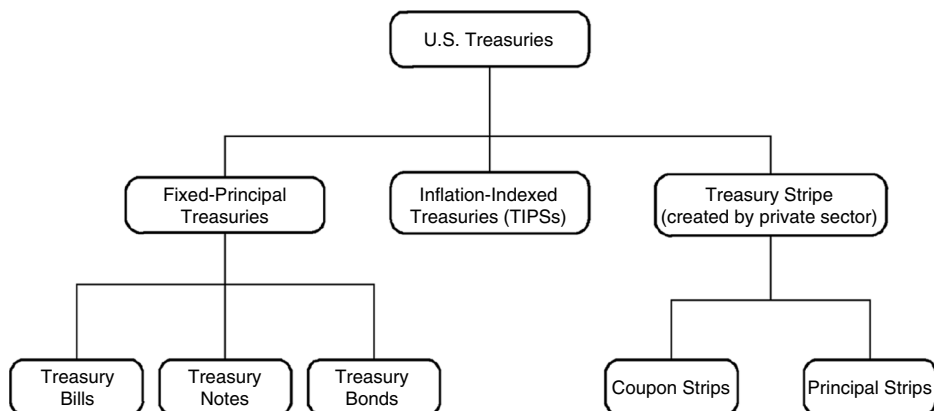 U.S. Treasuries
Fixed-Principal
Treasuries
Inflation-Indexed
Treasuries (TIPSs)
Treasury Stripe
(created by private sector)
Treasury
Bills
Treasury
Notes
Treasury
Bonds
Coupon Strips
Principal Strips